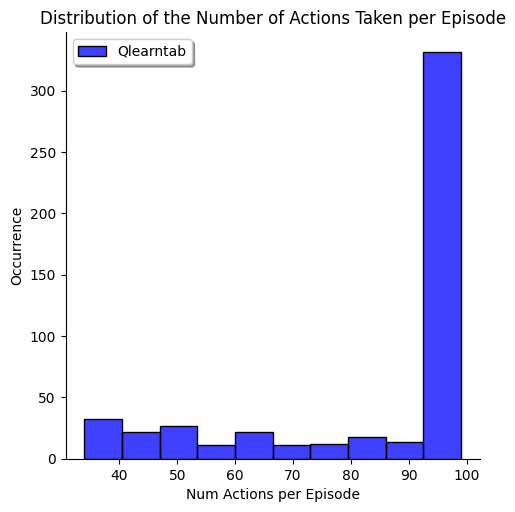 Distribution of the Number of Actions Taken per Episode
Qlearntab
Occurrence
300
250
200
150
100
50
0
40 50 60 70 80 90 100
Num Actions per Episode